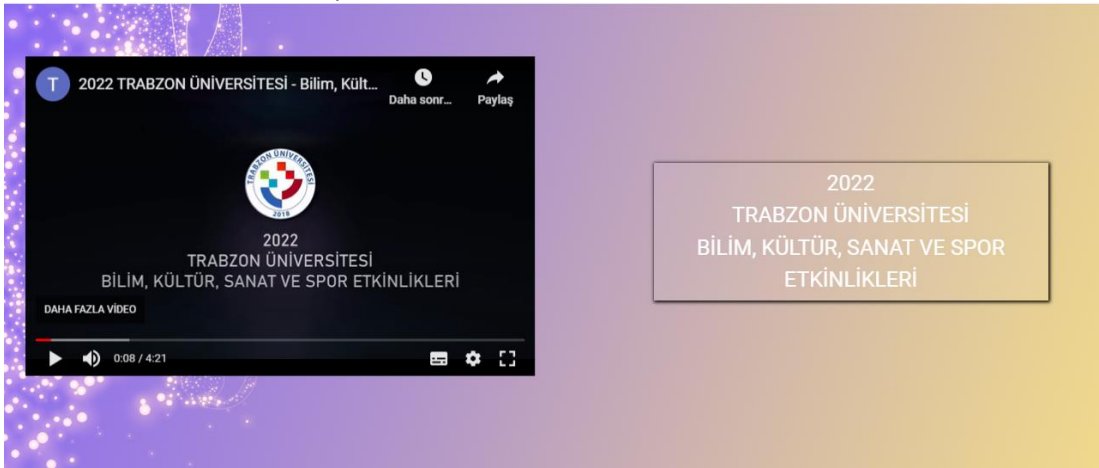 T
2022 TRABZON ÜNİVERSİTESİ - Bilim, Kült...
Daha sonr...
Paylaş
TRABZON ÜNİVERSİTESİ
2018
2022
TRABZON ÜNİVERSİTESİ
BİLİM, KÜLTÜR, SANAT VE SPOR ETKİNLİKLERİ
DAHA FAZLA VİDEO
0:08 / 4:21
2022
TRABZON ÜNİVERSİTESİ
BİLİM, KÜLTÜR, SANAT VE SPOR
ETKİNLİKLERİ